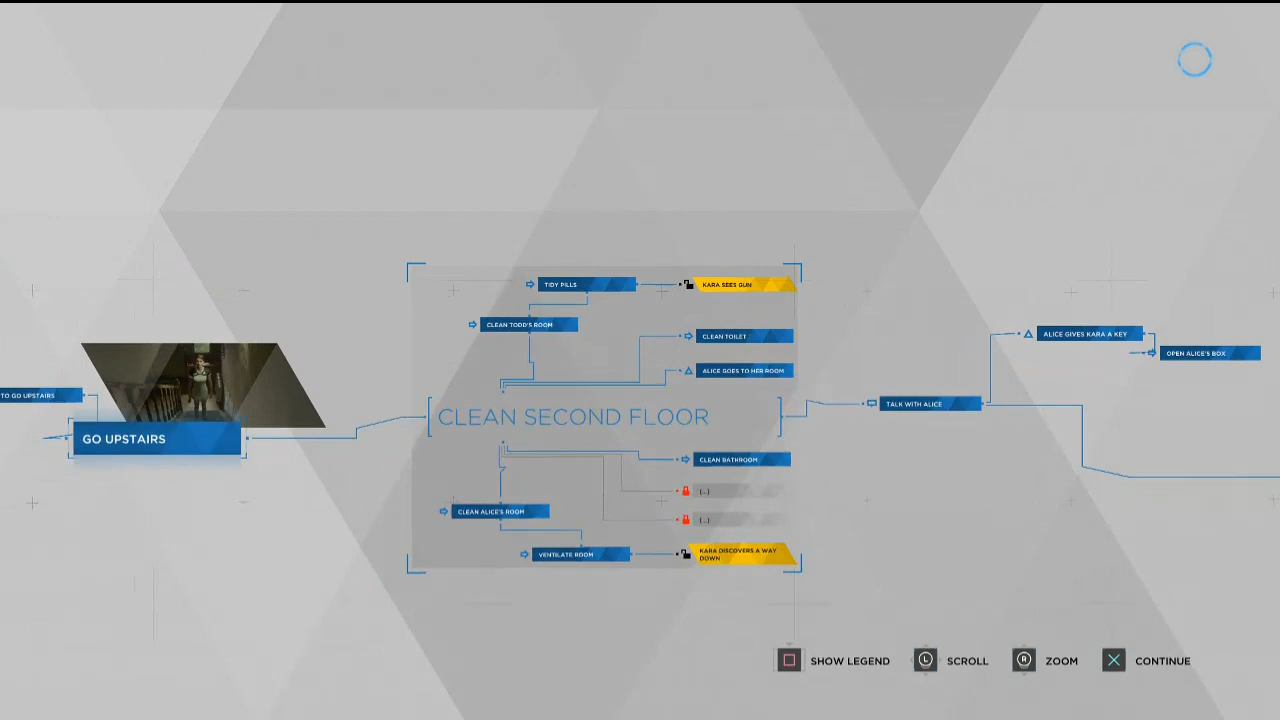 TIDY PILLS
KARA SEES GUN
CLEAN TODD'S ROOM
CLEAN TOILET
ALICE GIVES KARA A KEY
OPEN ALICE'S BOX
ALICE GOES TO HER ROOM
TO GO UPSTAIRS
TALK WITH ALICE
CLEAN SECOND FLOOR
GO UPSTAIRS
CLEAN BATHROOM
(...)
CLEAN ALICE'S ROOM
(...)
VENTILATE ROOM
KARA DISCOVERS A WAY
DOWN
SHOW LEGEND
L
SCROLL
R
ZOOM
CONTINUE